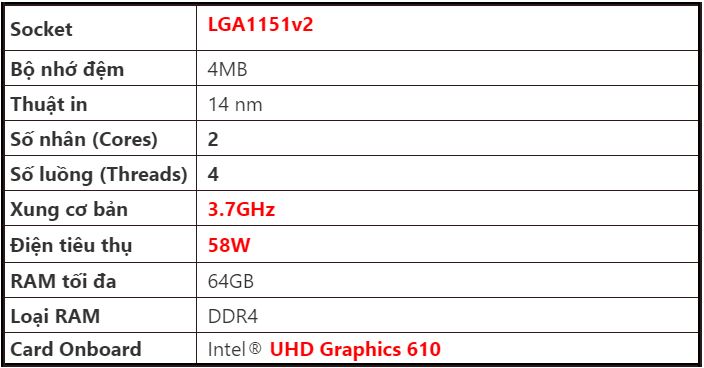 Socket LGA1151v2
Bộ nhớ đệm 4MB
Thuật in 14 nm
Số nhân (Cores) 2
Số luồng (Threads) 4
Xung cơ bản 3.7GHz
Điện tiêu thụ 58W
RAM tối đa 64GB
Loại RAM DDR4
Card Onboard Intel® UHD Graphics 610